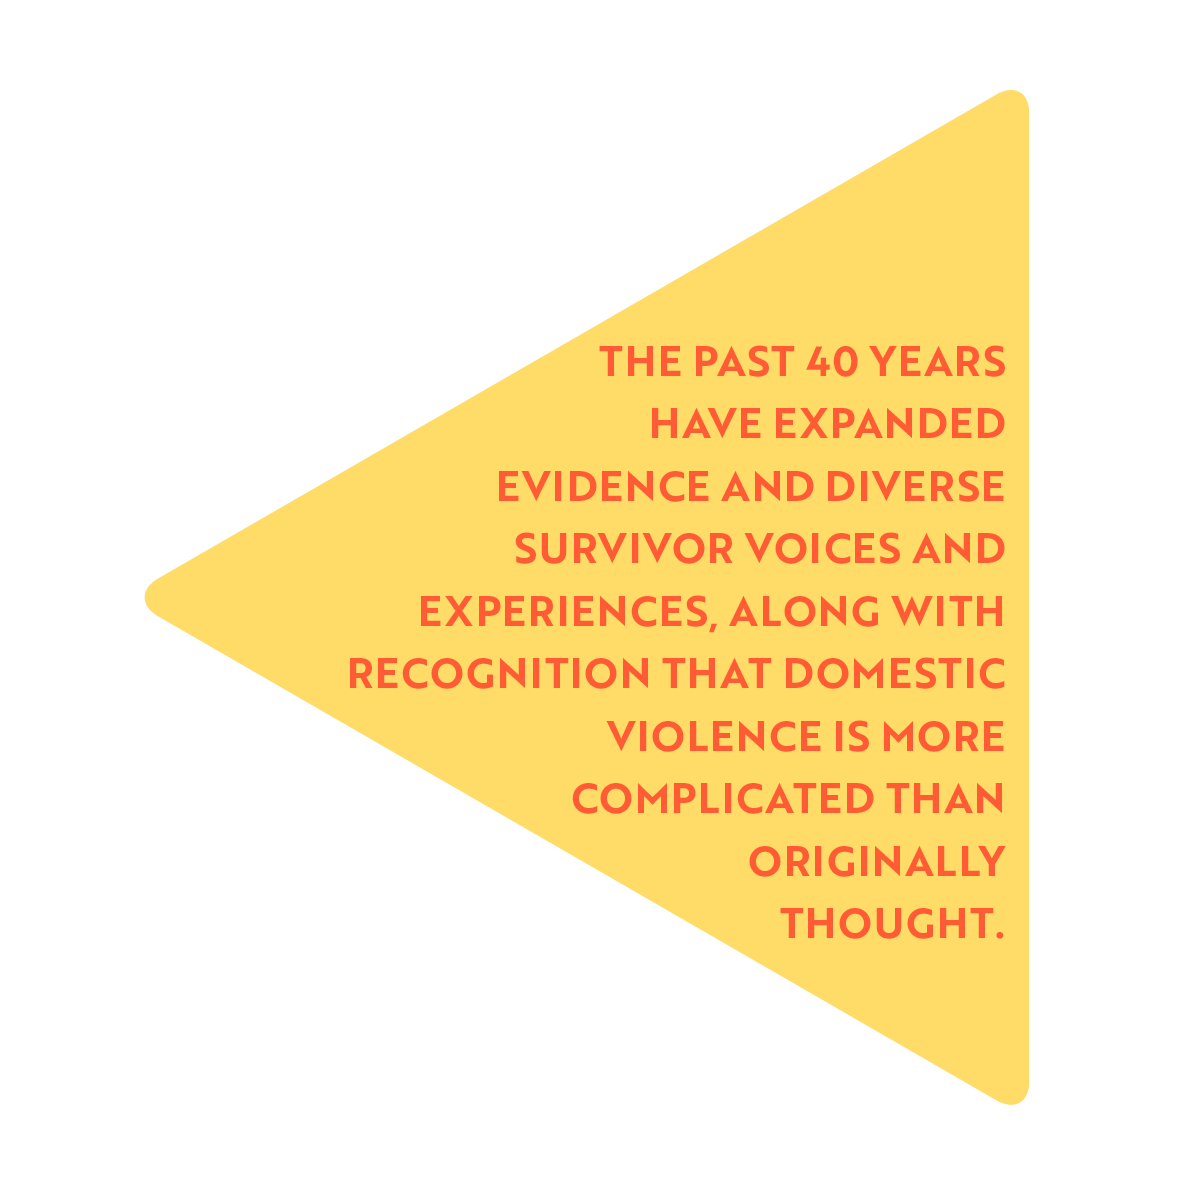 THE PAST 40 YEARS
HAVE EXPANDED
EVIDENCE AND DIVERSE
SURVIVOR VOICES AND
EXPERIENCES, ALONG WITH
RECOGNITION THAT DOMESTIC
VIOLENCE IS MORE
COMPLICATED THAN
ORIGINALLY
THOUGHT.